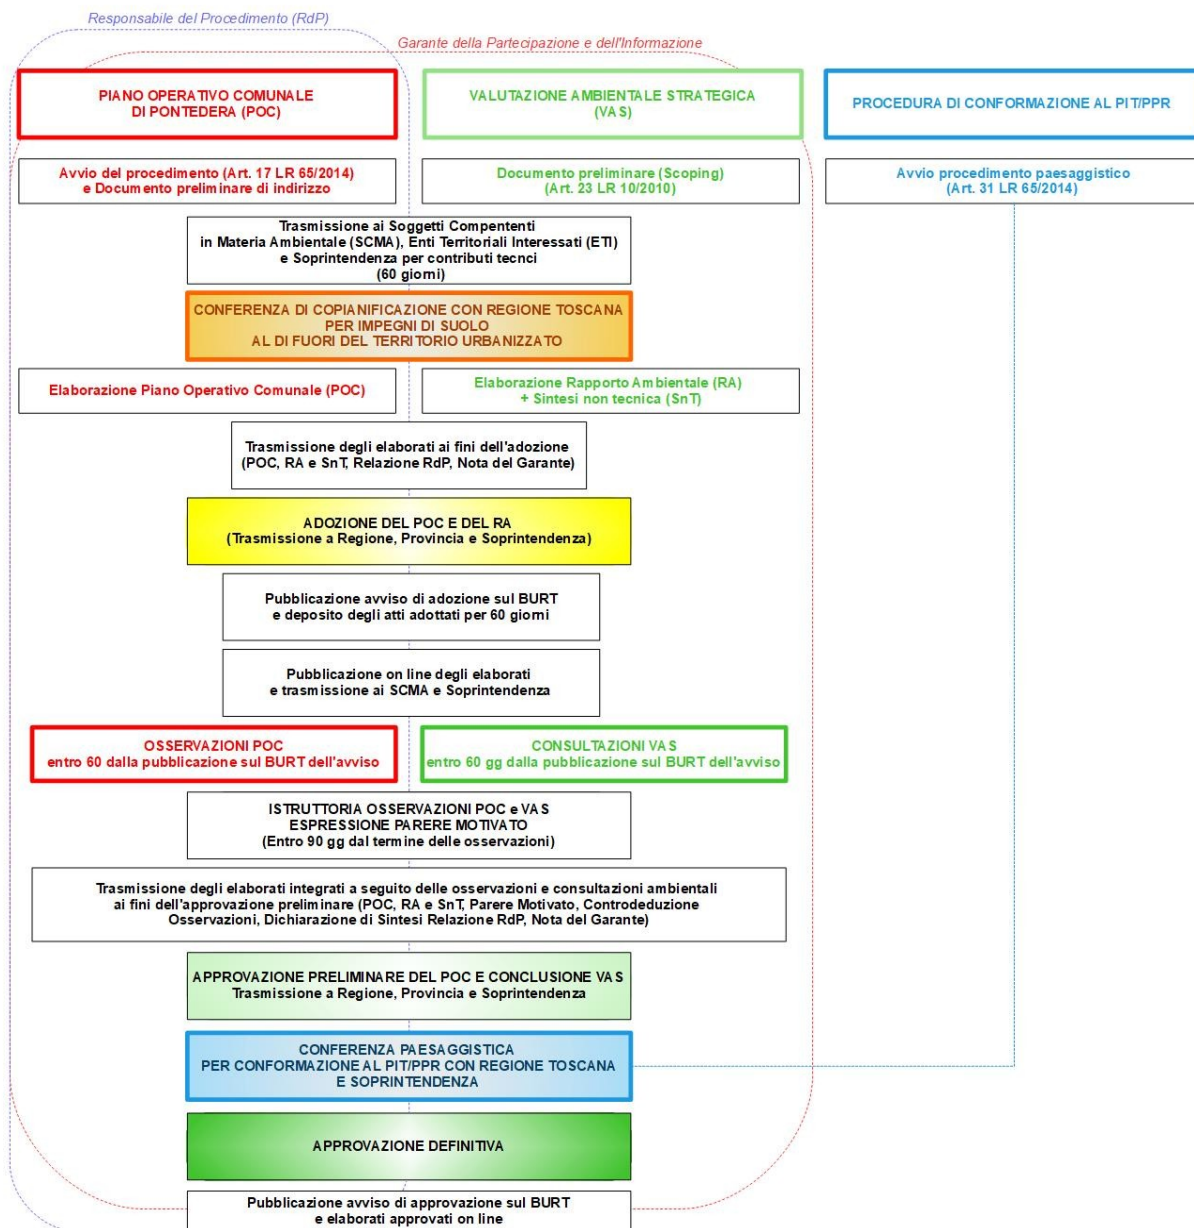 Responsabile del Procedimento (RdP)
Garante della Partecipazione e dell'Informazione
PIANO OPERATIVO COMUNALE
DI PONTEDERA (POC)
VALUTAZIONE AMBIENTALE STRATEGICA
(VAS)
PROCEDURA DI CONFORMAZIONE AL PIT/PPR
Avvio del procedimento (Art. 17 LR 65/2014)
e Documento preliminare di indirizzo
Documento preliminare (Scoping)
(Art. 23 LR 10/2010)
Avvio procedimento paesaggistico
(Art. 31 LR 65/2014)
Trasmissione ai Soggetti Compententi
in Materia Ambientale (SCMA), Enti Territoriali Interessati (ETI)
e Soprintendenza per contributi tecnci
(60 giorni)
CONFERENZA DI COPIANIFICAZIONE CON REGIONE TOSCANA
PER IMPEGNI DI SUOLO
AL DI FUORI DEL TERRITORIO URBANIZZATO
Elaborazione Piano Operativo Comunale (POC)
Elaborazione Rapporto Ambientale (RA)
+ Sintesi non tecnica (SnT)
Trasmissione degli elaborati ai fini dell'adozione
(POC, RA e SnT, Relazione RdP, Nota del Garante)
ADOZIONE DEL POC E DEL RA
(Trasmissione a Regione, Provincia e Soprintendenza)
Pubblicazione avviso di adozione sul BURT
e deposito degli atti adottati per 60 giorni
Pubblicazione on line degli elaborati
e trasmissione ai SCMA e Soprintendenza
OSSERVAZIONI POC
entro 60 dalla pubblicazione sul BURT dell'avviso
CONSULTAZIONI VAS
entro 60 gg dalla pubblicazione sul BURT dell'avviso
ISTRUTTORIA OSSERVAZIONI POC e VAS
ESPRESSIONE PARERE MOTIVATO
(Entro 90 gg dal termine delle osservazioni)
Trasmissione degli elaborati integrati a seguito delle osservazioni e consultazioni ambientali
ai fini dell'approvazione preliminare (POC, RA e SnT, Parere Motivato, Controdeduzione
Osservazioni, Dichiarazione di Sintesi Relazione RdP, Nota del Garante)
APPROVAZIONE PRELIMINARE DEL POC E CONCLUSIONE VAS
Trasmissione a Regione, Provincia e Soprintendenza
CONFERENZA PAESAGGISTICA
PER CONFORMAZIONE AL PIT/PPR CON REGIONE TOSCANA
E SOPRINTENDENZA
APPROVAZIONE DEFINITIVA
Pubblicazione avviso di approvazione sul BURT
e elaborati approvati on line